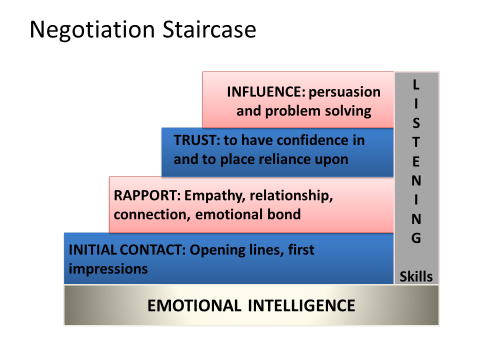 Negotiation Staircase
INFLUENCE: persuasion
and problem solving
TRUST: to have confidence in
and to place reliance upon
RAPPORT: Empathy, relationship,
connection, emotional bond
INITIAL CONTACT: Opening lines, first
impressions
L
I
S
T
E
N
I
N
G
Skills
EMOTIONAL INTELLIGENCE